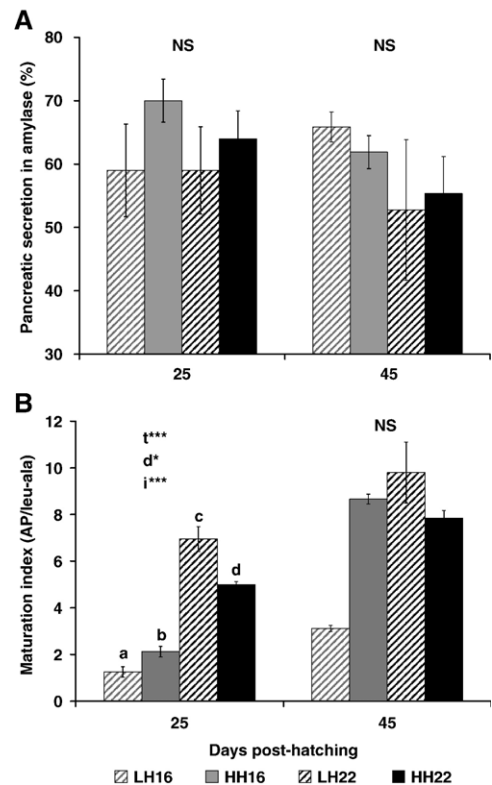 A
NS
NS
Pancreatic secretion in amylase (%)
80
70
60
50
40
30
25
45
B
12
10
8
6
4
2
0
t***
d*
i***
NS
a
b
c
d
Maturation index (AP/leu-ala)
25
45
Days post-hatching
LH16 HH16 LH22 HH22